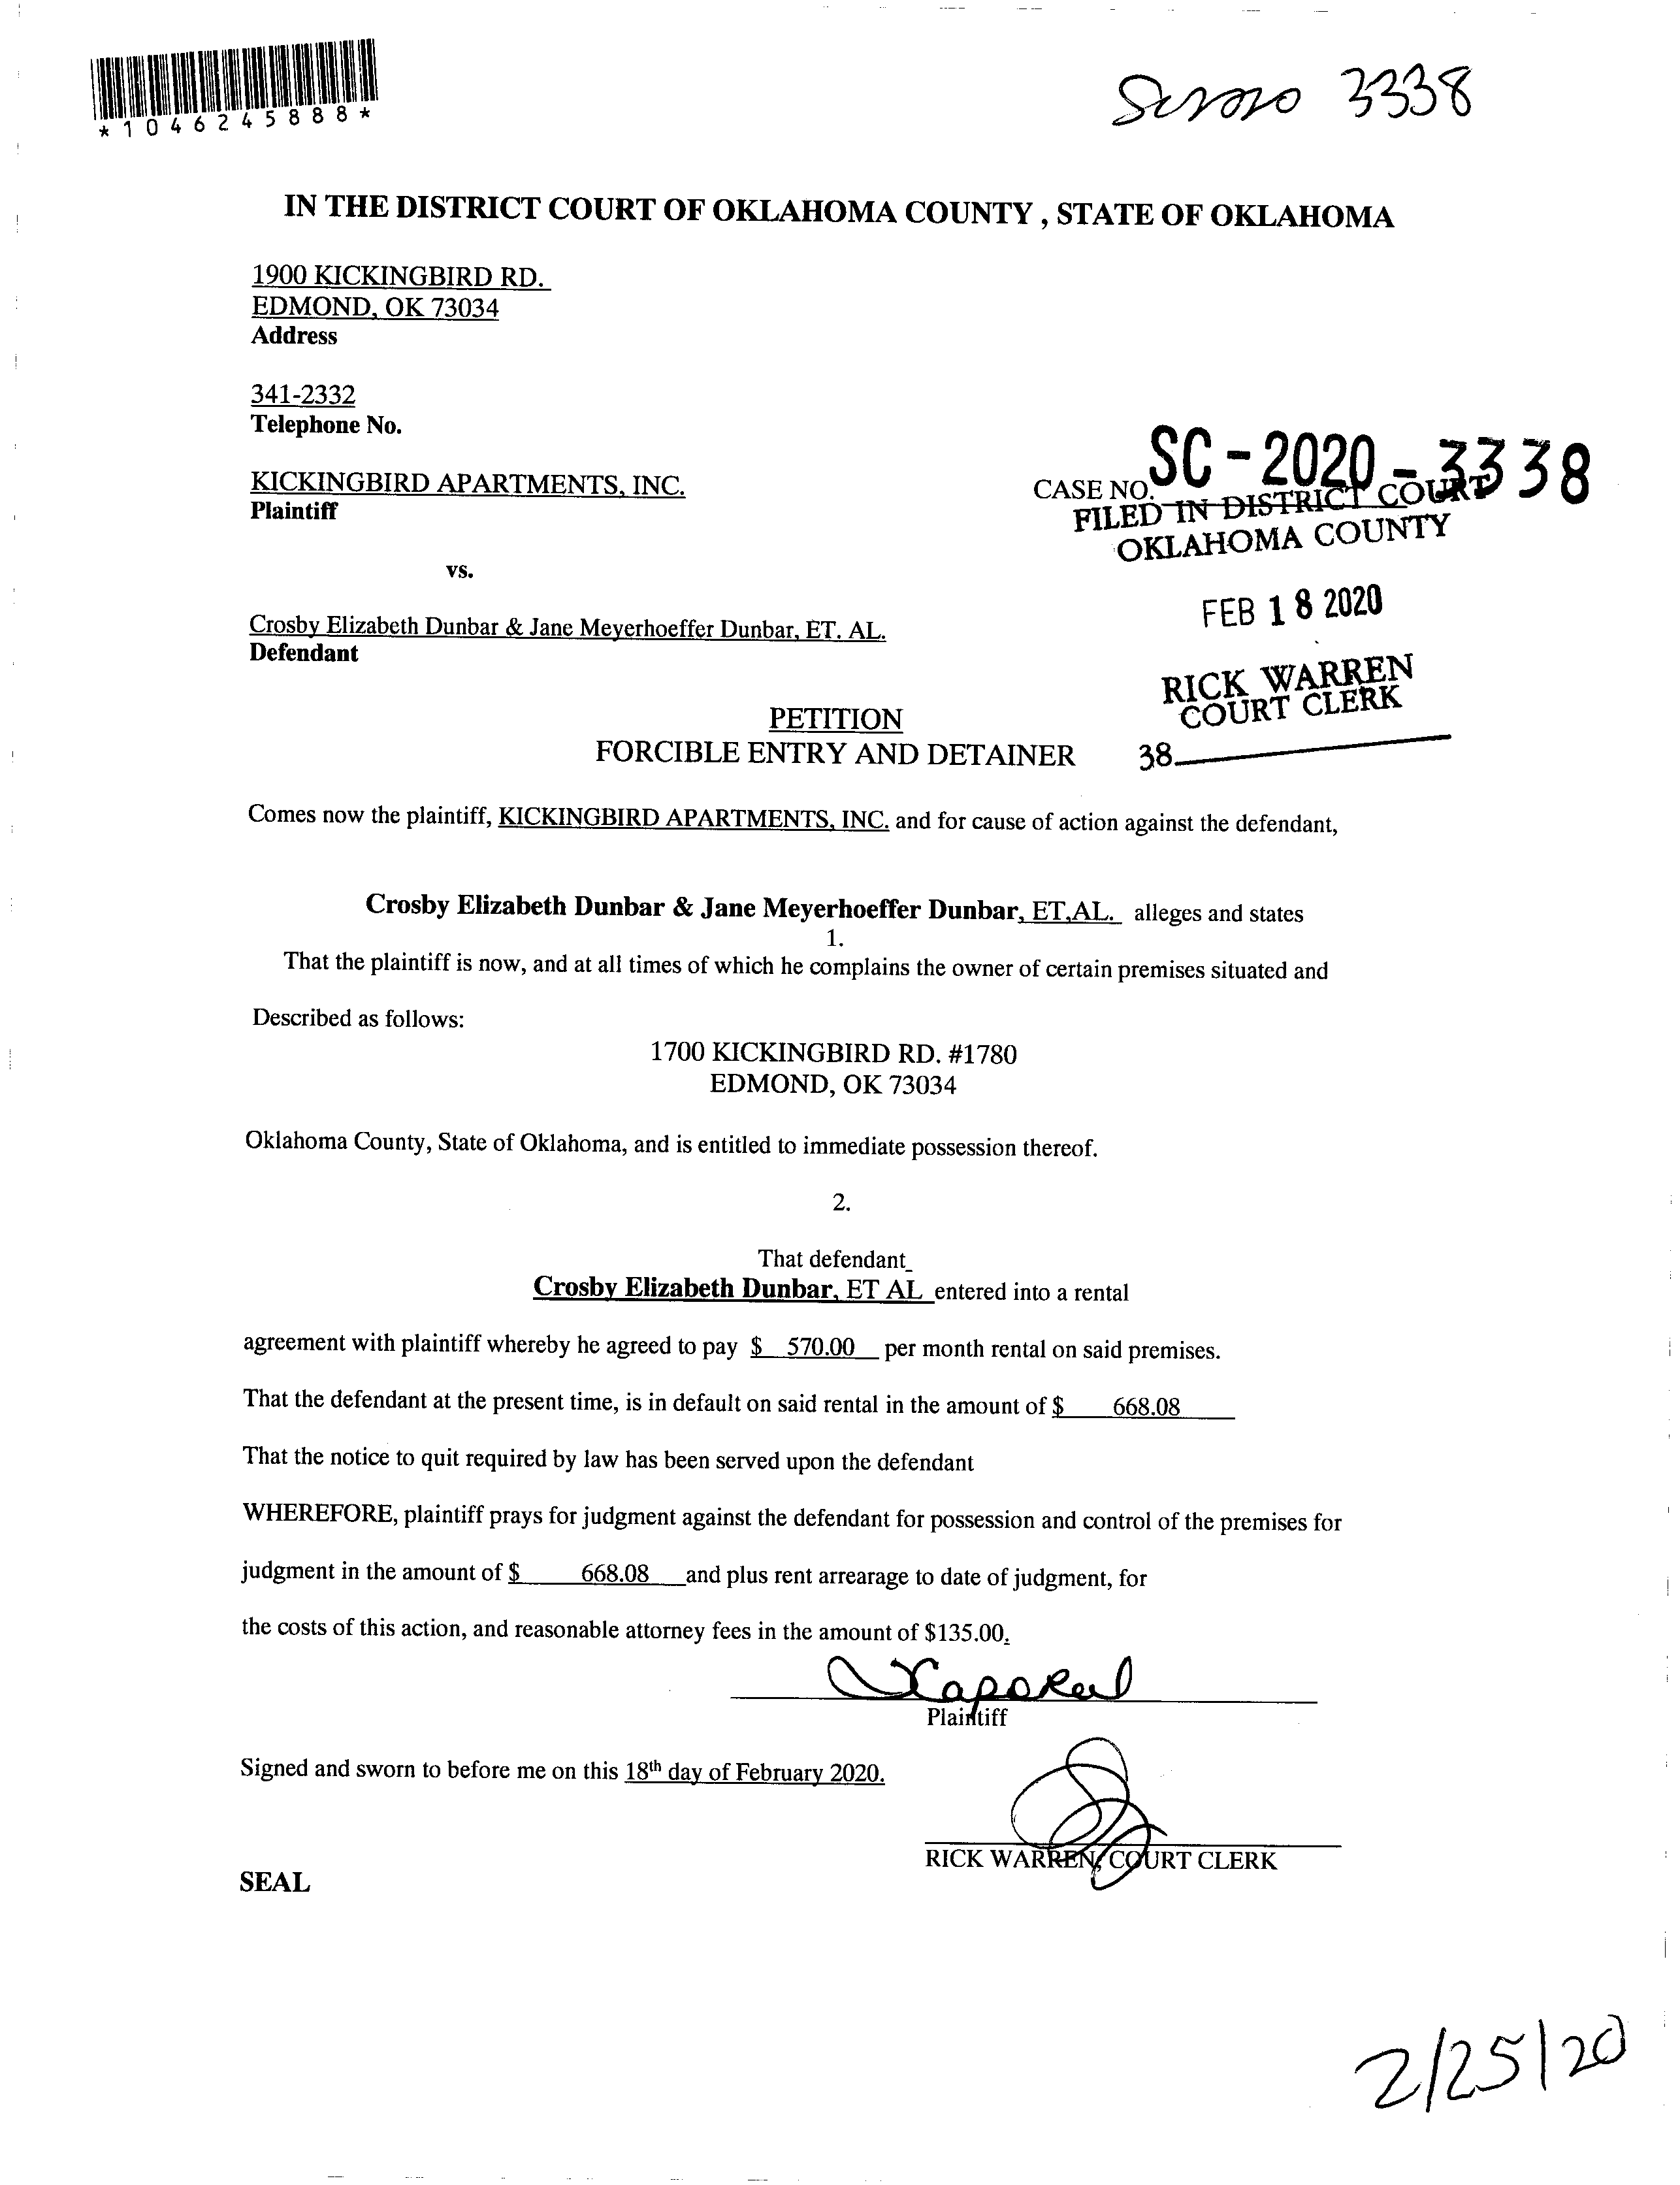 *1046245888*
3338
IN THE DISTRICT COURT OF OKLAHOMA COUNTY , STATE OF OKLAHOMA
1900 KICKINGBIRD RD.
EDMOND, OK 73034
Address
341-2332
Telephone No.
KICKINGBIRD APARTMENTS, INC.
Plaintiff
CASE NO. SC-2020-3338
FILED IN DISTRICT COURT
OKLAHOMA COUNTY
vs.
FEB 18 2020
Crosby Elizabeth Dunbar & Jane Meyerhoeffer Dunbar, ET. AL.
Defendant
RICK WARREN
COURT CLERK
PETITION
FORCIBLE ENTRY AND DETAINER
38
Comes now the plaintiff, KICKINGBIRD APARTMENTS, INC. and for cause of action against the defendant,
Crosby Elizabeth Dunbar & Jane Meyerhoeffer Dunbar, ET,AL. alleges and states
1.
That the plaintiff is now, and at all times of which he complains the owner of certain premises situated and
Described as follows:
1700 KICKINGBIRD RD. #1780
EDMOND, OK 73034
Oklahoma County, State of Oklahoma, and is entitled to immediate possession thereof.
2.
That defendant
Crosby Elizabeth Dunbar, ET AL entered into a rental
agreement with plaintiff whereby he agreed to pay $ 570.00 per month rental on said premises.
That the defendant at the present time, is in default on said rental in the amount of $ 668.08
That the notice to quit required by law has been served upon the defendant
WHEREFORE, plaintiff prays for judgment against the defendant for possession and control of the premises for
judgment in the amount of $ 668.08 and plus rent arrearage to date of judgment, for
the costs of this action, and reasonable attorney fees in the amount of $135.00.
Plaintiff
Signed and sworn to before me on this 18th day of February 2020.
RICK WARREN, COURT CLERK
SEAL
2/25/20